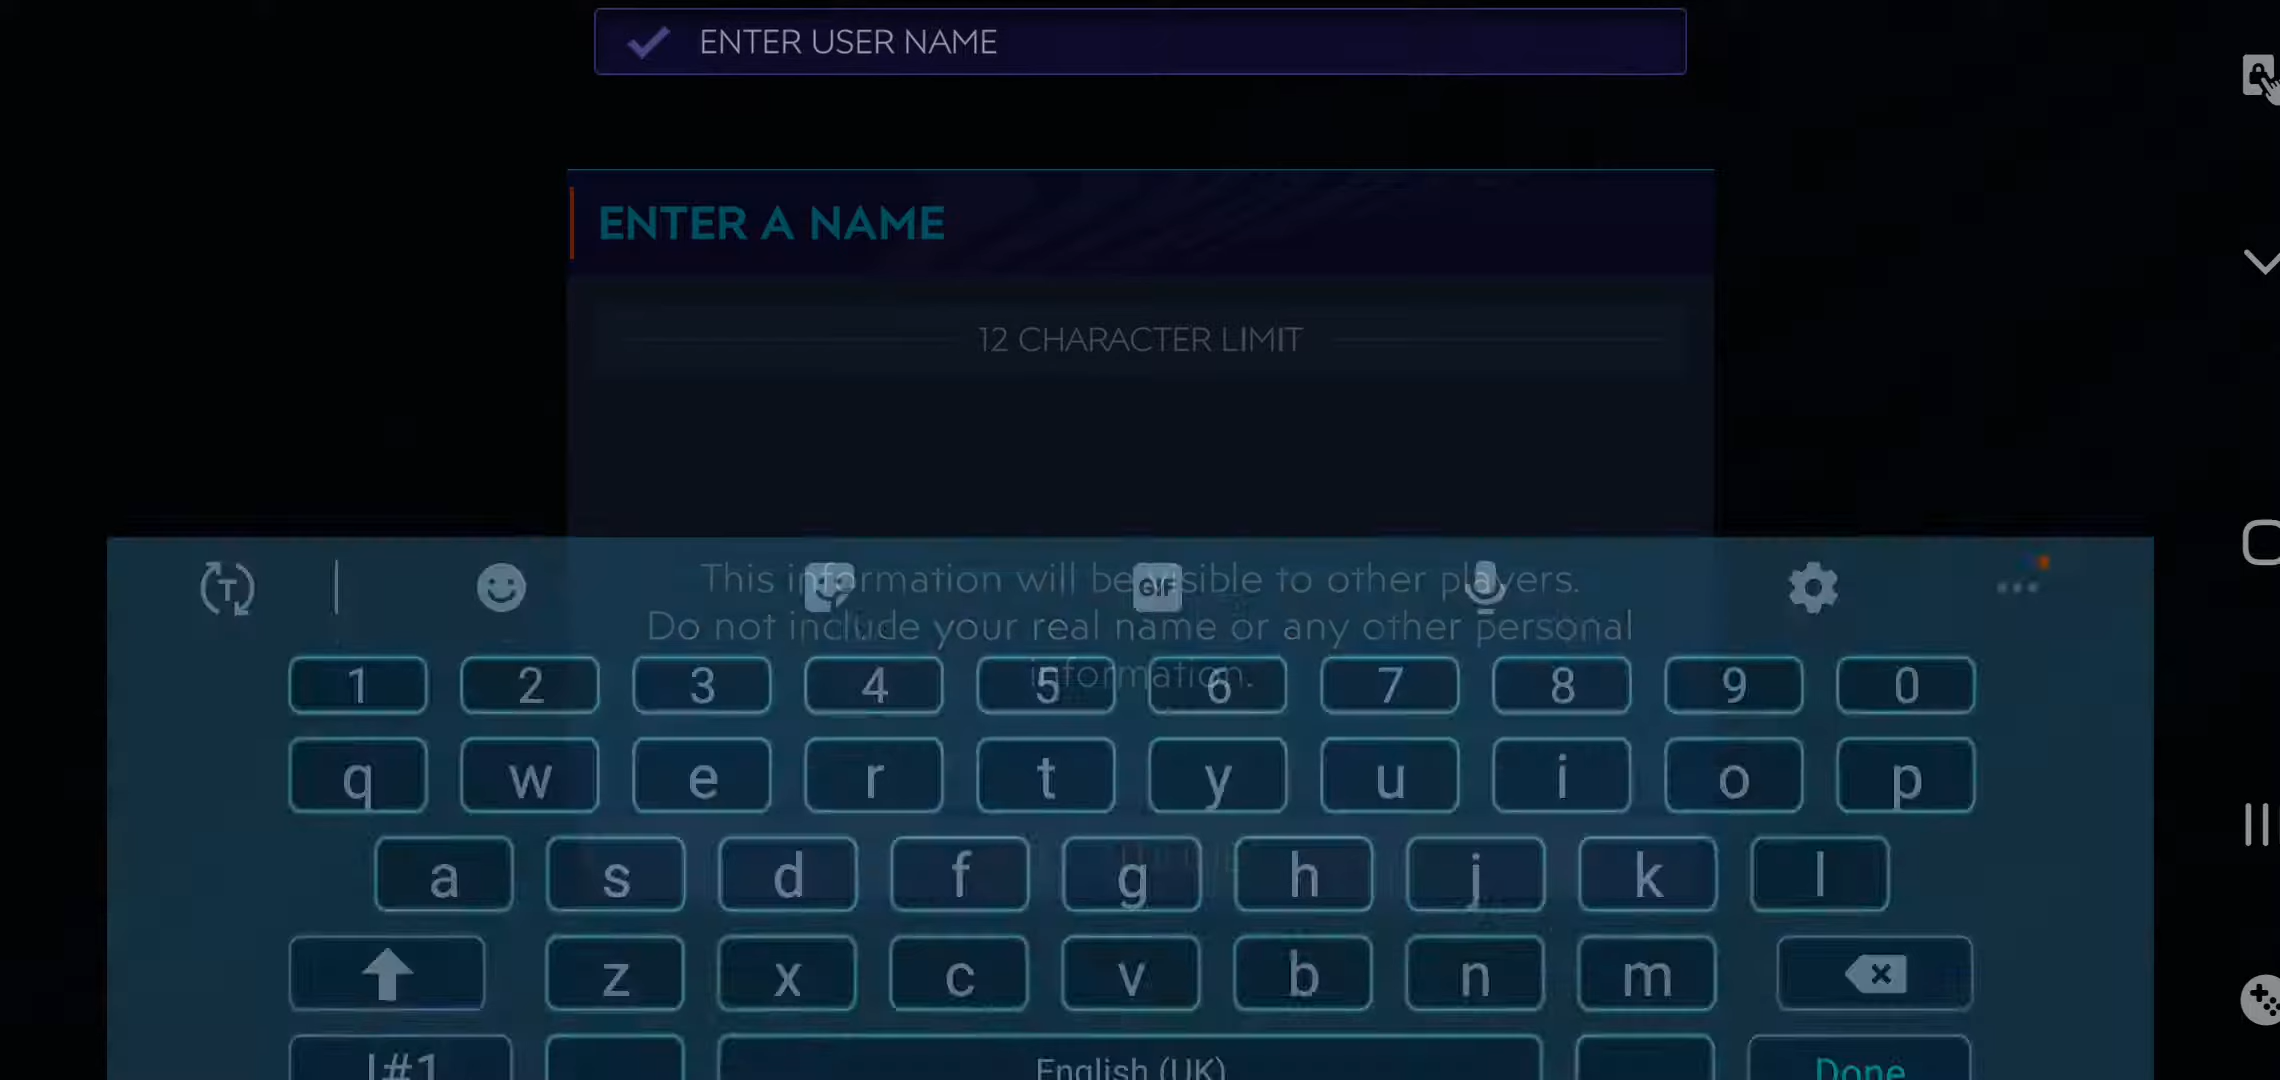 ENTER USER NAME
ENTER A NAME
12 CHARACTER LIMIT
T
GIF
This information will be visible to other players.
Do not include your real name or any other personal
information.
1 2 3 4 5 6 7 8 9 0
q w e r t y u i o p
a s d f g h j k l
z x c v b n m
!#1 English (UK) Done